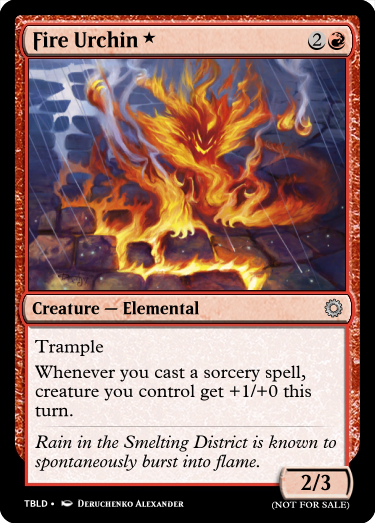 Fire Urchin ★ 2
Creature — Elemental
Trample
Whenever you cast a sorcery spell,
creature you control get +1/+0 this
turn.
Rain in the Smelting District is known to
spontaneously burst into flame.
2/3
TBLD • Deruchenko Alexander
(NOT FOR SALE)